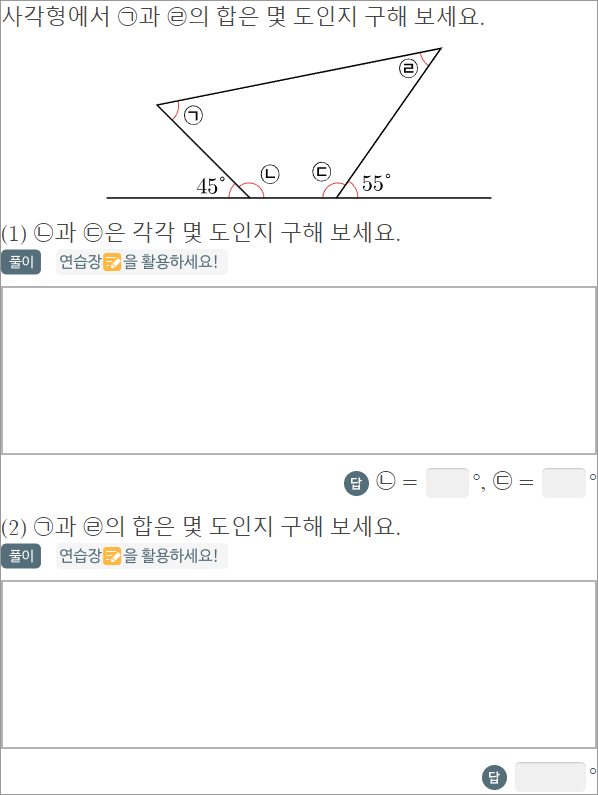 사각형에서 ㉠과 ㉣의 합은 몇 도인지 구해 보세요.
㉣
㉠
45° ㉡ ㉢ 55°
(1) ㉡과 ㉢은 각각 몇 도인지 구해 보세요.
풀이 연습장을 활용하세요!
답 ㉡ = °, ㉢ = °
(2) ㉠과 ㉣의 합은 몇 도인지 구해 보세요.
풀이 연습장을 활용하세요!
답 °